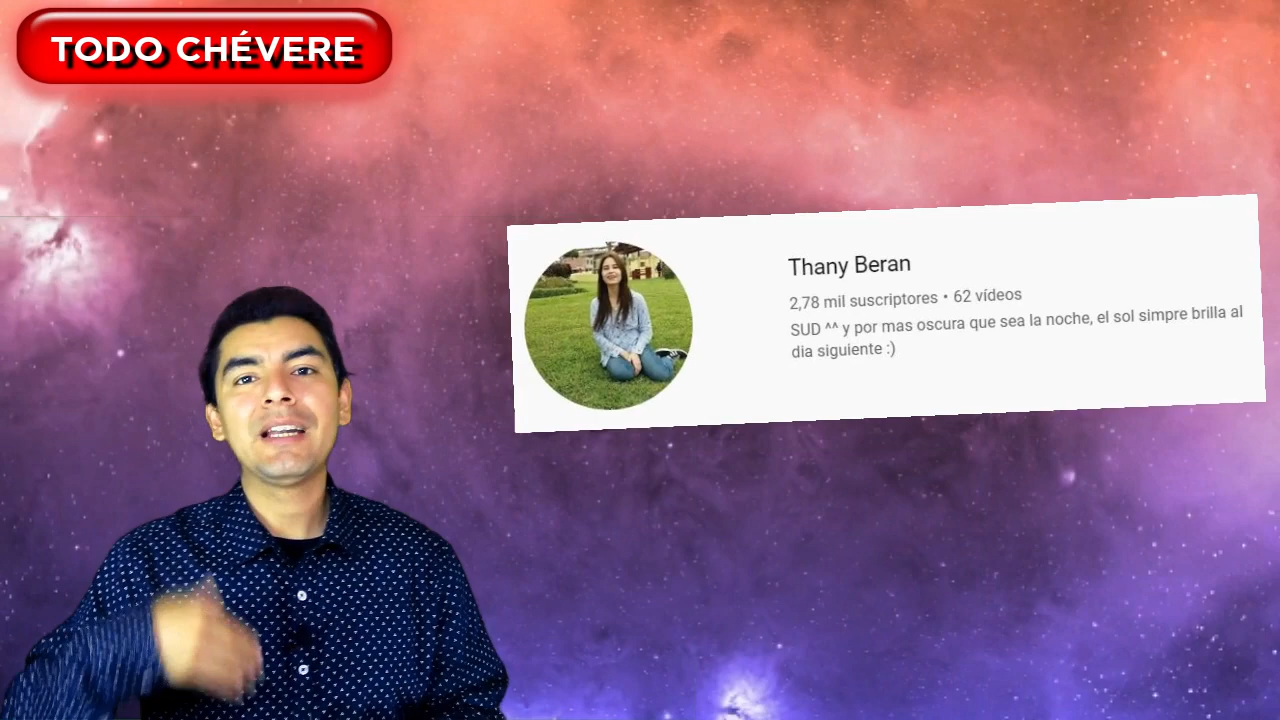 TODO CHÉVERE
Thany Beran
2,78 mil suscriptores • 62 vídeos
SUD ^^ y por mas oscura que sea la noche, el sol simpre brilla al
dia siguiente :)